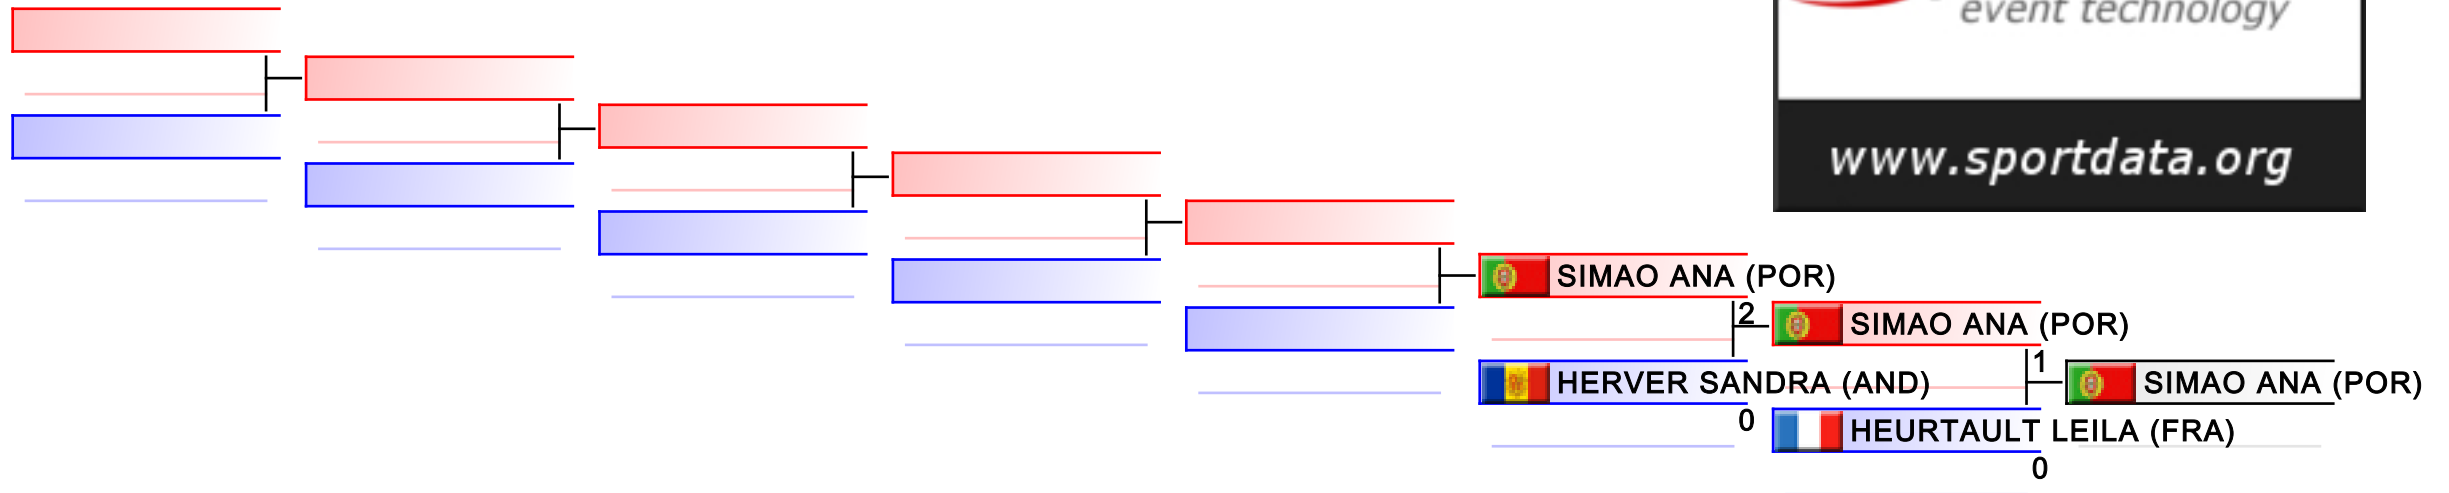 event technology
www.sportdata.org
SIMAO ANA (POR)
2
SIMAO ANA (POR)
1
HERVER SANDRA (AND)
SIMAO ANA (POR)
0
HEURTAULT LEILA (FRA)
0